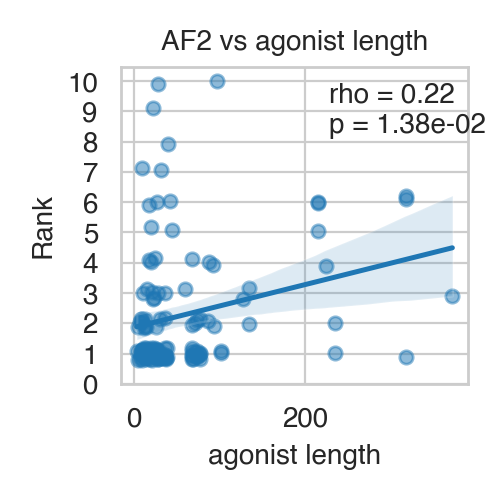 AF2 vs agonist length
rho = 0.22
p = 1.38e-02
Rank
10
9
8
7
6
5
4
3
2
1
0
0 200
agonist length